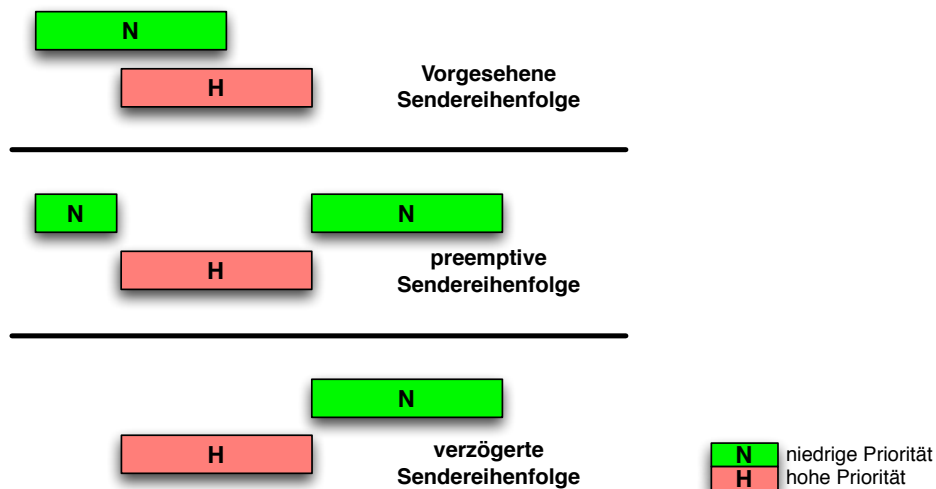 N
H
Vorgesehene
Sendereihenfolge
N
N
H
preemptive
Sendereihenfolge
N
H
verzögerte
Sendereihenfolge
N niedrige Priorität
H hohe Priorität